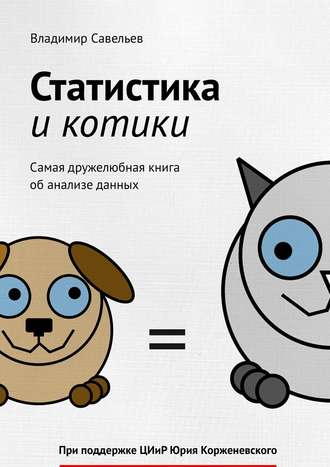 Владимир Савельев
Статистика
и котики
Самая дружелюбная книга
об анализе данных
=
При поддержке ЦИиР Юрия Корженевского